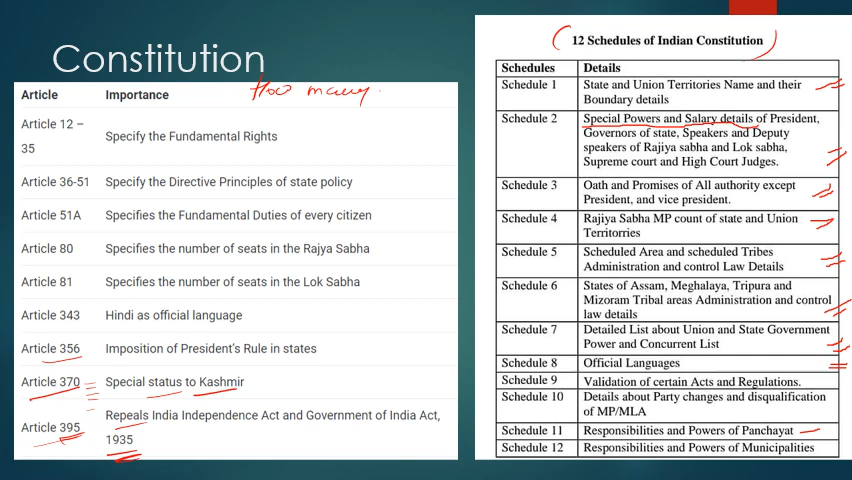 Constitution
How many.
Article Importance
Article 12 –
35
Specify the Fundamental Rights
Article 36-51 Specify the Directive Principles of state policy
Article 51A Specifies the Fundamental Duties of every citizen
Article 80 Specifies the number of seats in the Rajya Sabha
Article 81 Specifies the number of seats in the Lok Sabha
Article 343 Hindi as official language
Article 356 Imposition of President's Rule in states
Article 370 Special status to Kashmir
Article 395
Repeals India Independence Act and Government of India Act,
1935
12 Schedules of Indian Constitution
Schedules Details
Schedule 1 State and Union Territories Name and their
Boundary details
Schedule 2 Special Powers and Salary details of President,
Governors of state, Speakers and Deputy
speakers of Rajiya sabha and Lok sabha,
Supreme court and High Court Judges.
Schedule 3 Oath and Promises of All authority except
President, and vice president.
Schedule 4 Rajiya Sabha MP count of state and Union
Territorries
Schedule 5 Scheduled Area and scheduled Tribes
Administration and control Law Details
Schedule 6 States of Assam, Meghalaya, Tripura and
Mizoram Tribal areas Administration and control
law details
Schedule 7 Detailed List about Union and State Government
Power and Concurrent List
Schedule 8 Official Languages
Schedule 9 Validation of certain Acts and Regulations.
Schedule 10 Details about Party changes and disqualification
of MP/MLA
Schedule 11 Responsibilities and Powers of Panchayat
Schedule 12 Responsibilities and Powers of Municipalities